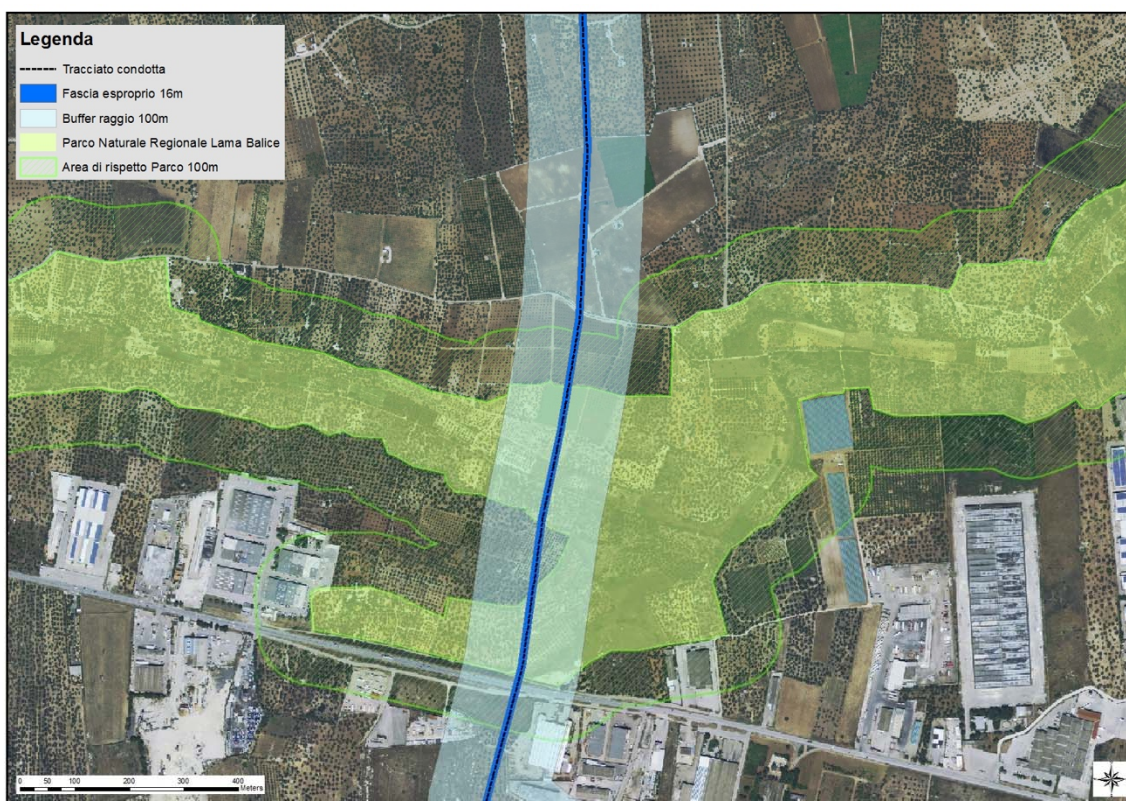 Legenda
Tracciato condotta
Fascia esproprio 16m
Buffer raggio 100m
Parco Naturale Regionale Lama Balice
Area di rispetto Parco 100m
0 50 100 200 300 400
Meters